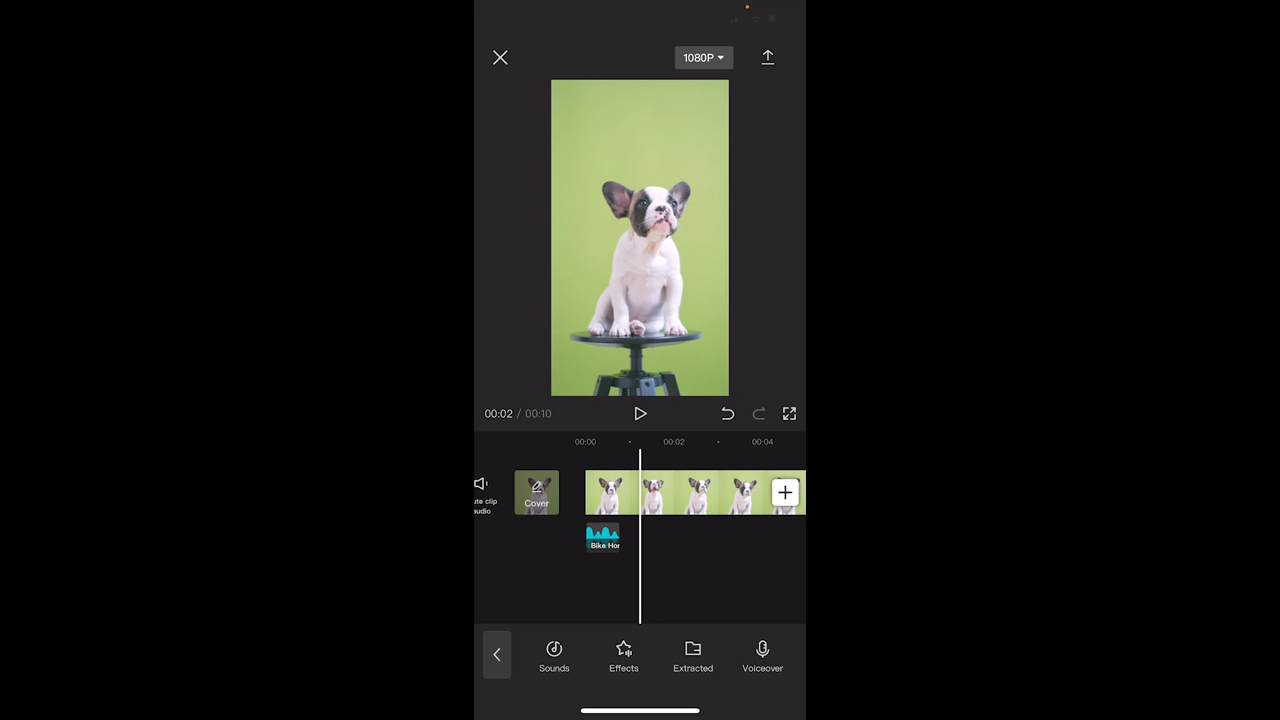 1080P
00:02 / 00:10
00:00 00:02 00:04
Cover
ute clip
udio
Bike Hor
Sounds Effects Extracted Voiceover